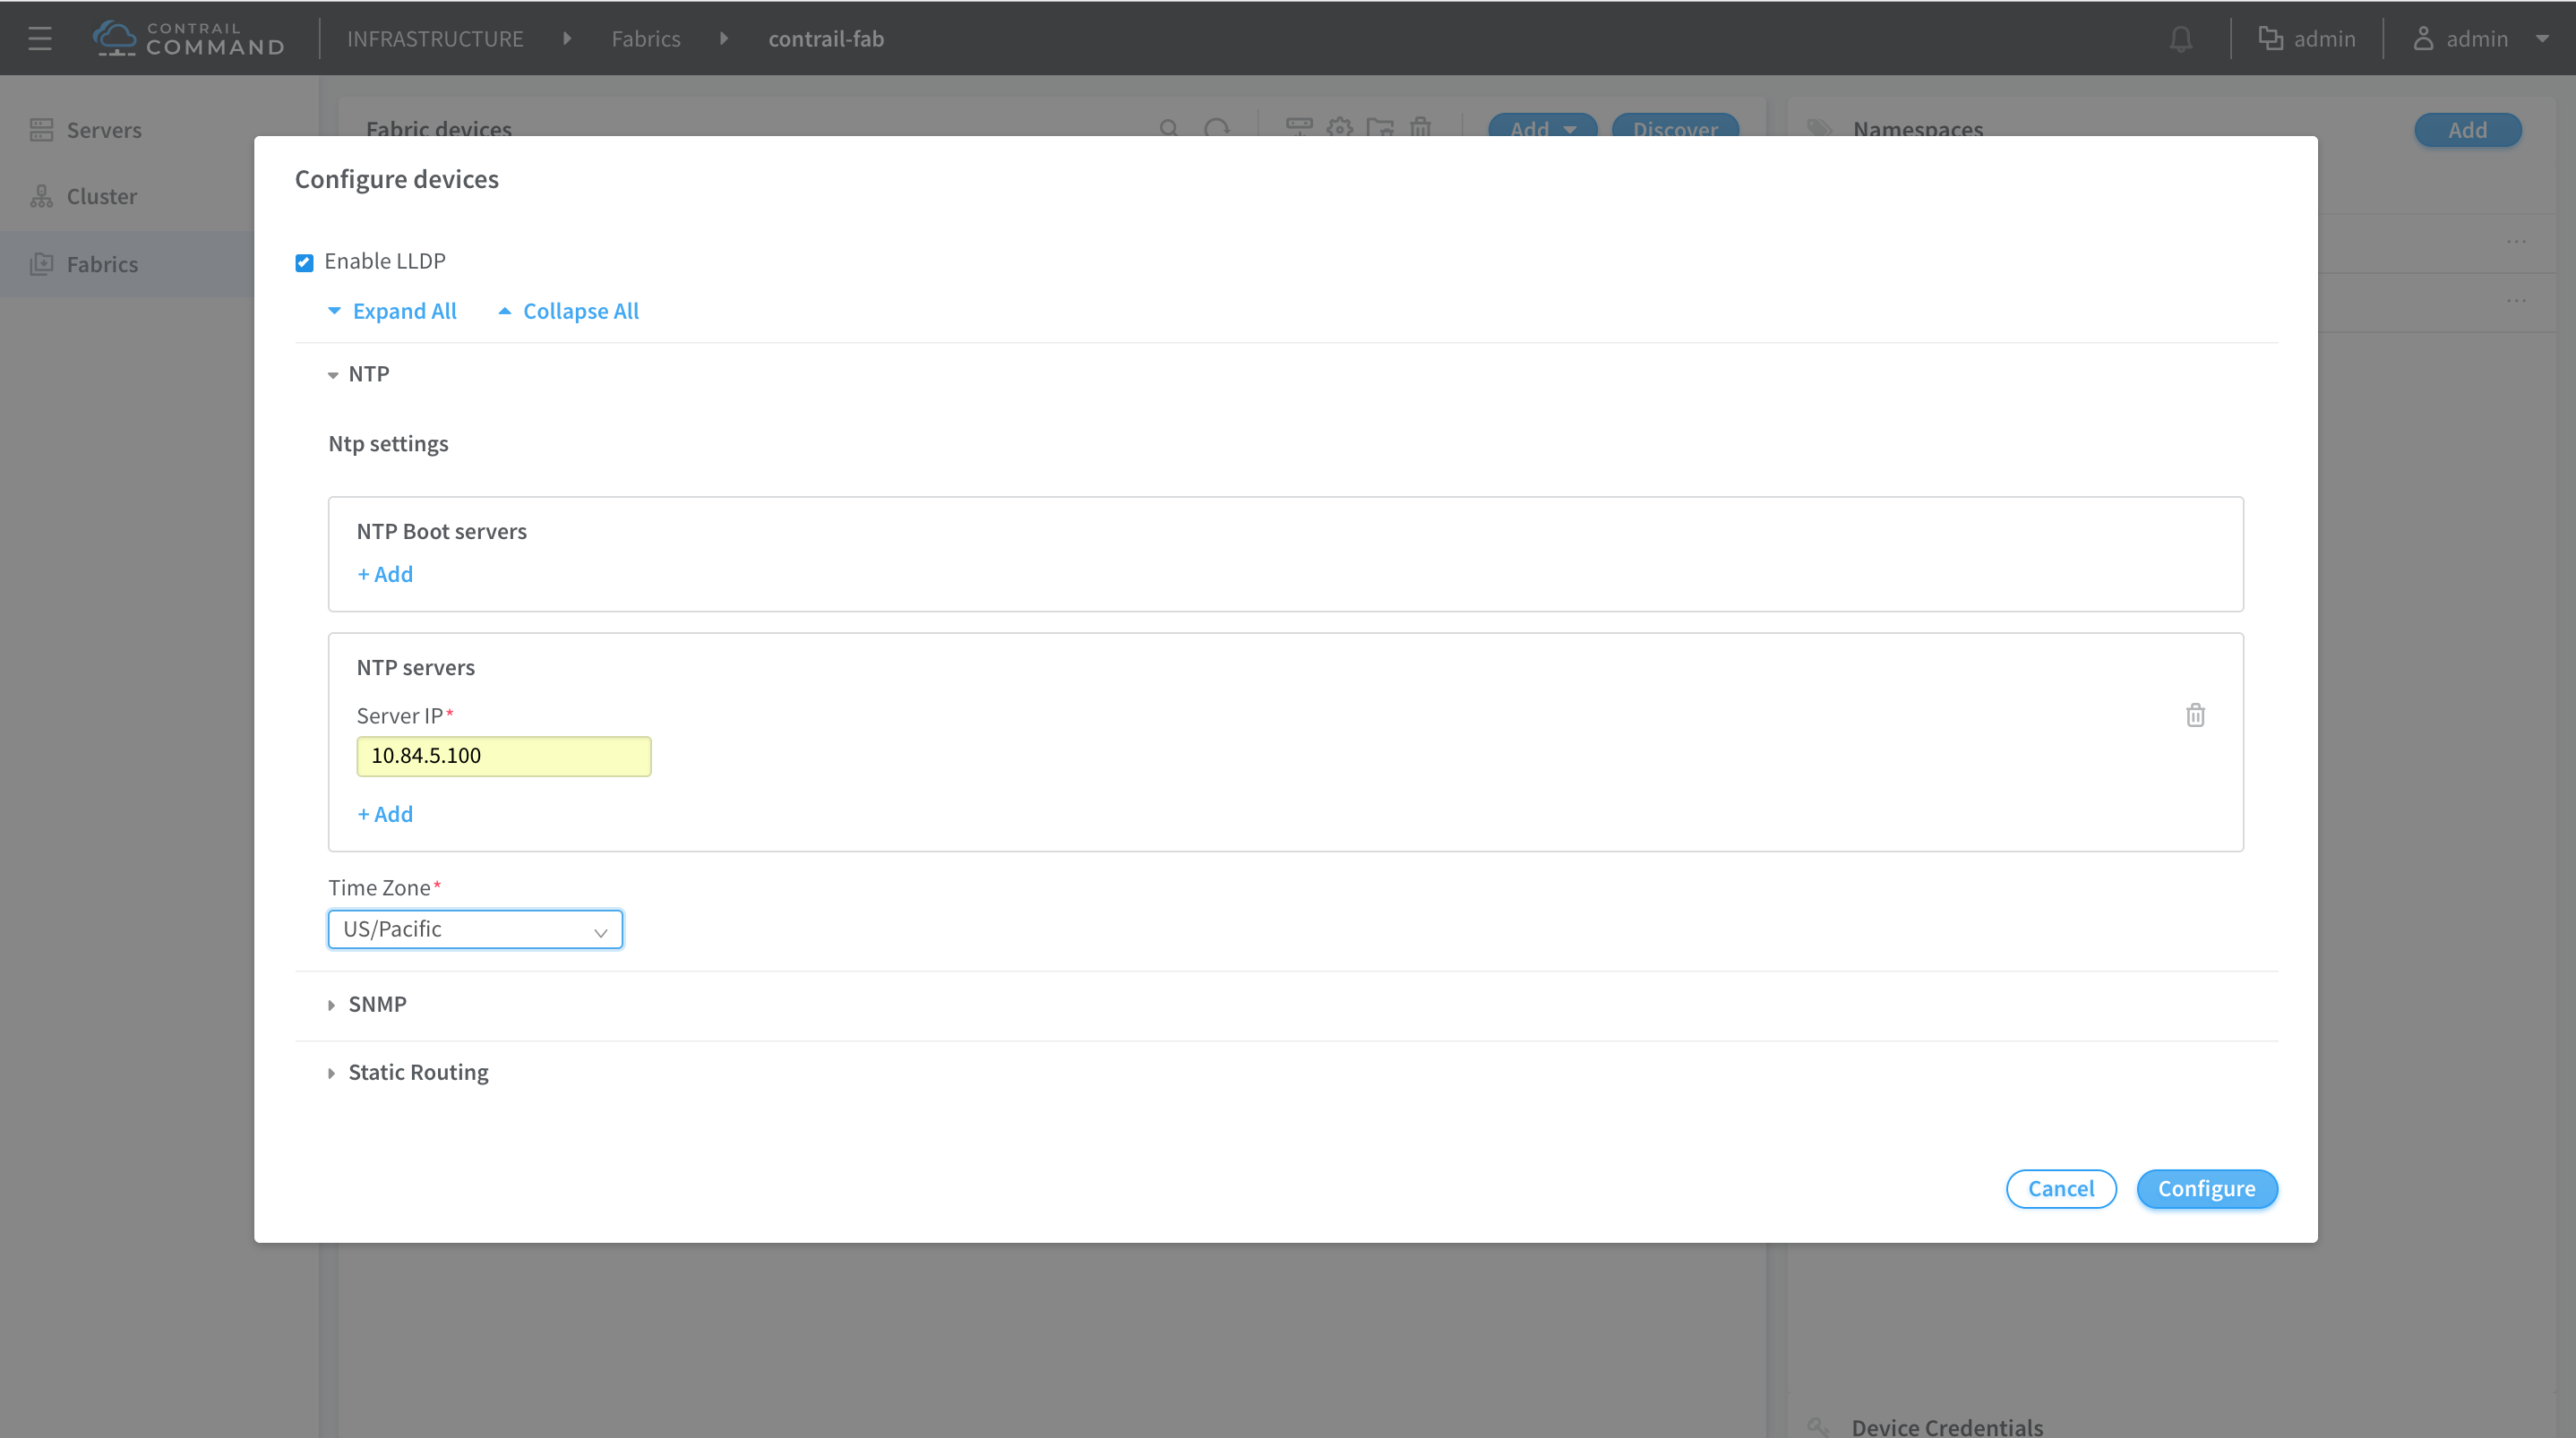 CONTRAIL
COMMAND
INFRASTRUCTURE Fabrics contrail-fab
admin admin
Servers
Cluster
Fabrics
Fabric devices
Add Discover
Namespaces
Add
Configure devices
Enable LLDP
Expand All Collapse All
NTP
Ntp settings
NTP Boot servers
+ Add
NTP servers
Server IP*
10.84.5.100
+ Add
Time Zone*
US/Pacific
SNMP
Static Routing
Cancel Configure
Device Credentials